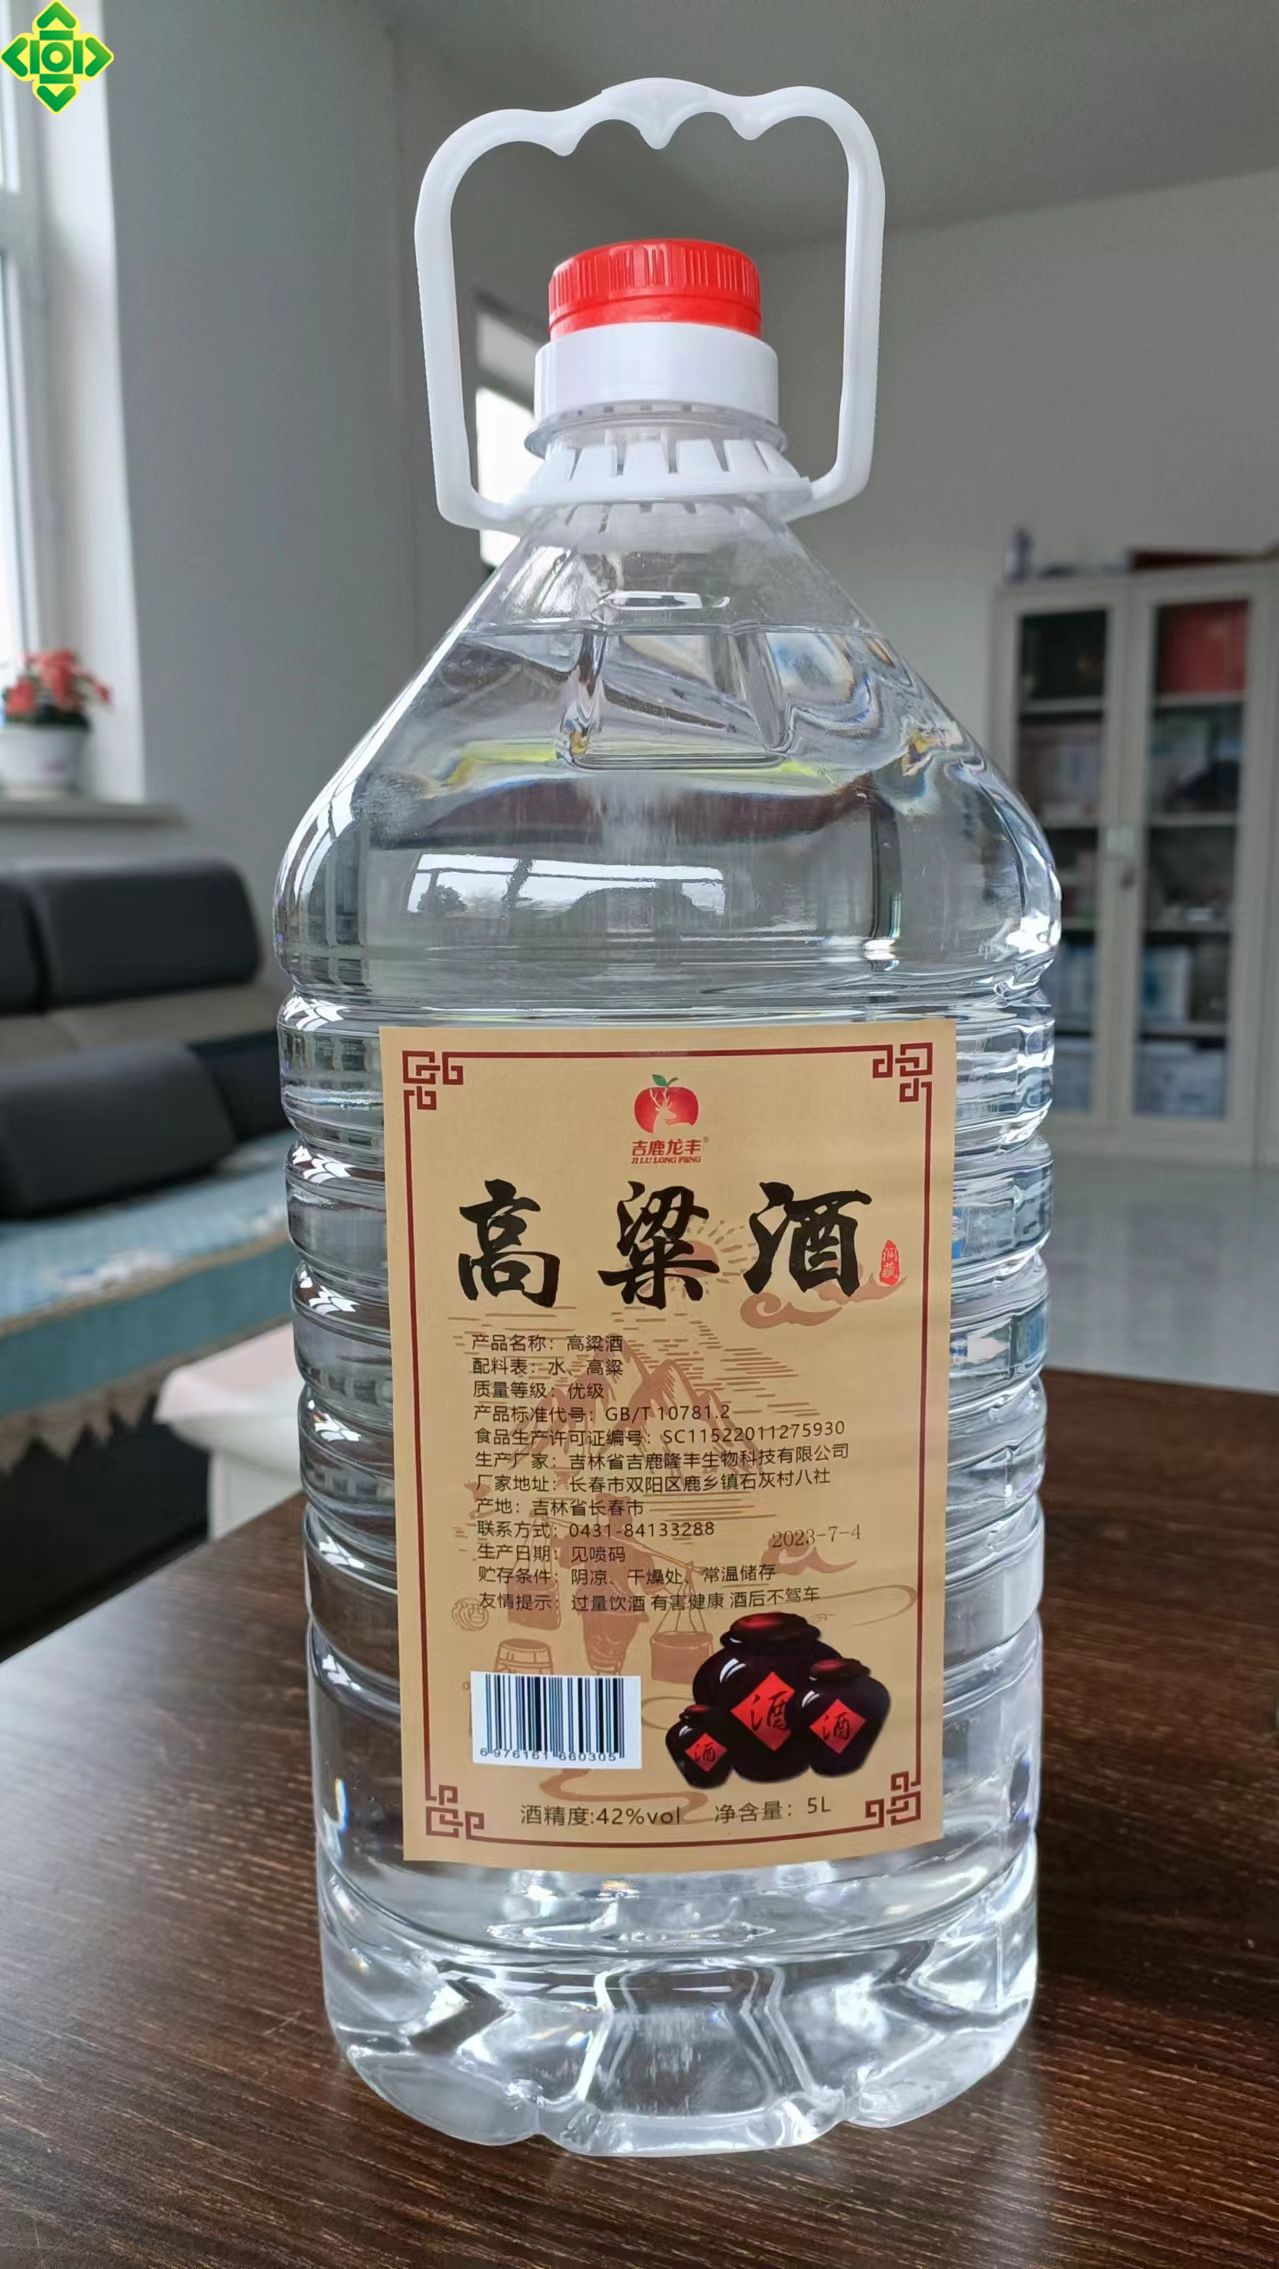 吉鹿龙丰®
JI LU LONG FENG
高粱酒
洞藏
产品名称：高粱酒
配料表：水、高粱
质量等级：优级
产品标准代号：GB/T 10781.2
食品生产许可证编号：SC11522011275930
生产厂家：吉林省吉鹿隆丰生物科技有限公司
厂家地址：长春市双阳区鹿乡镇石灰村八社
产地：吉林省长春市
联系方式：0431-84133288
2023-7-4
生产日期：见喷码
贮存条件：阴凉、干燥处、常温储存
友情提示：过量饮酒 有害健康 酒后不驾车
酒
酒
酒
6 976161 660305
酒精度:42%vol 净含量：5L